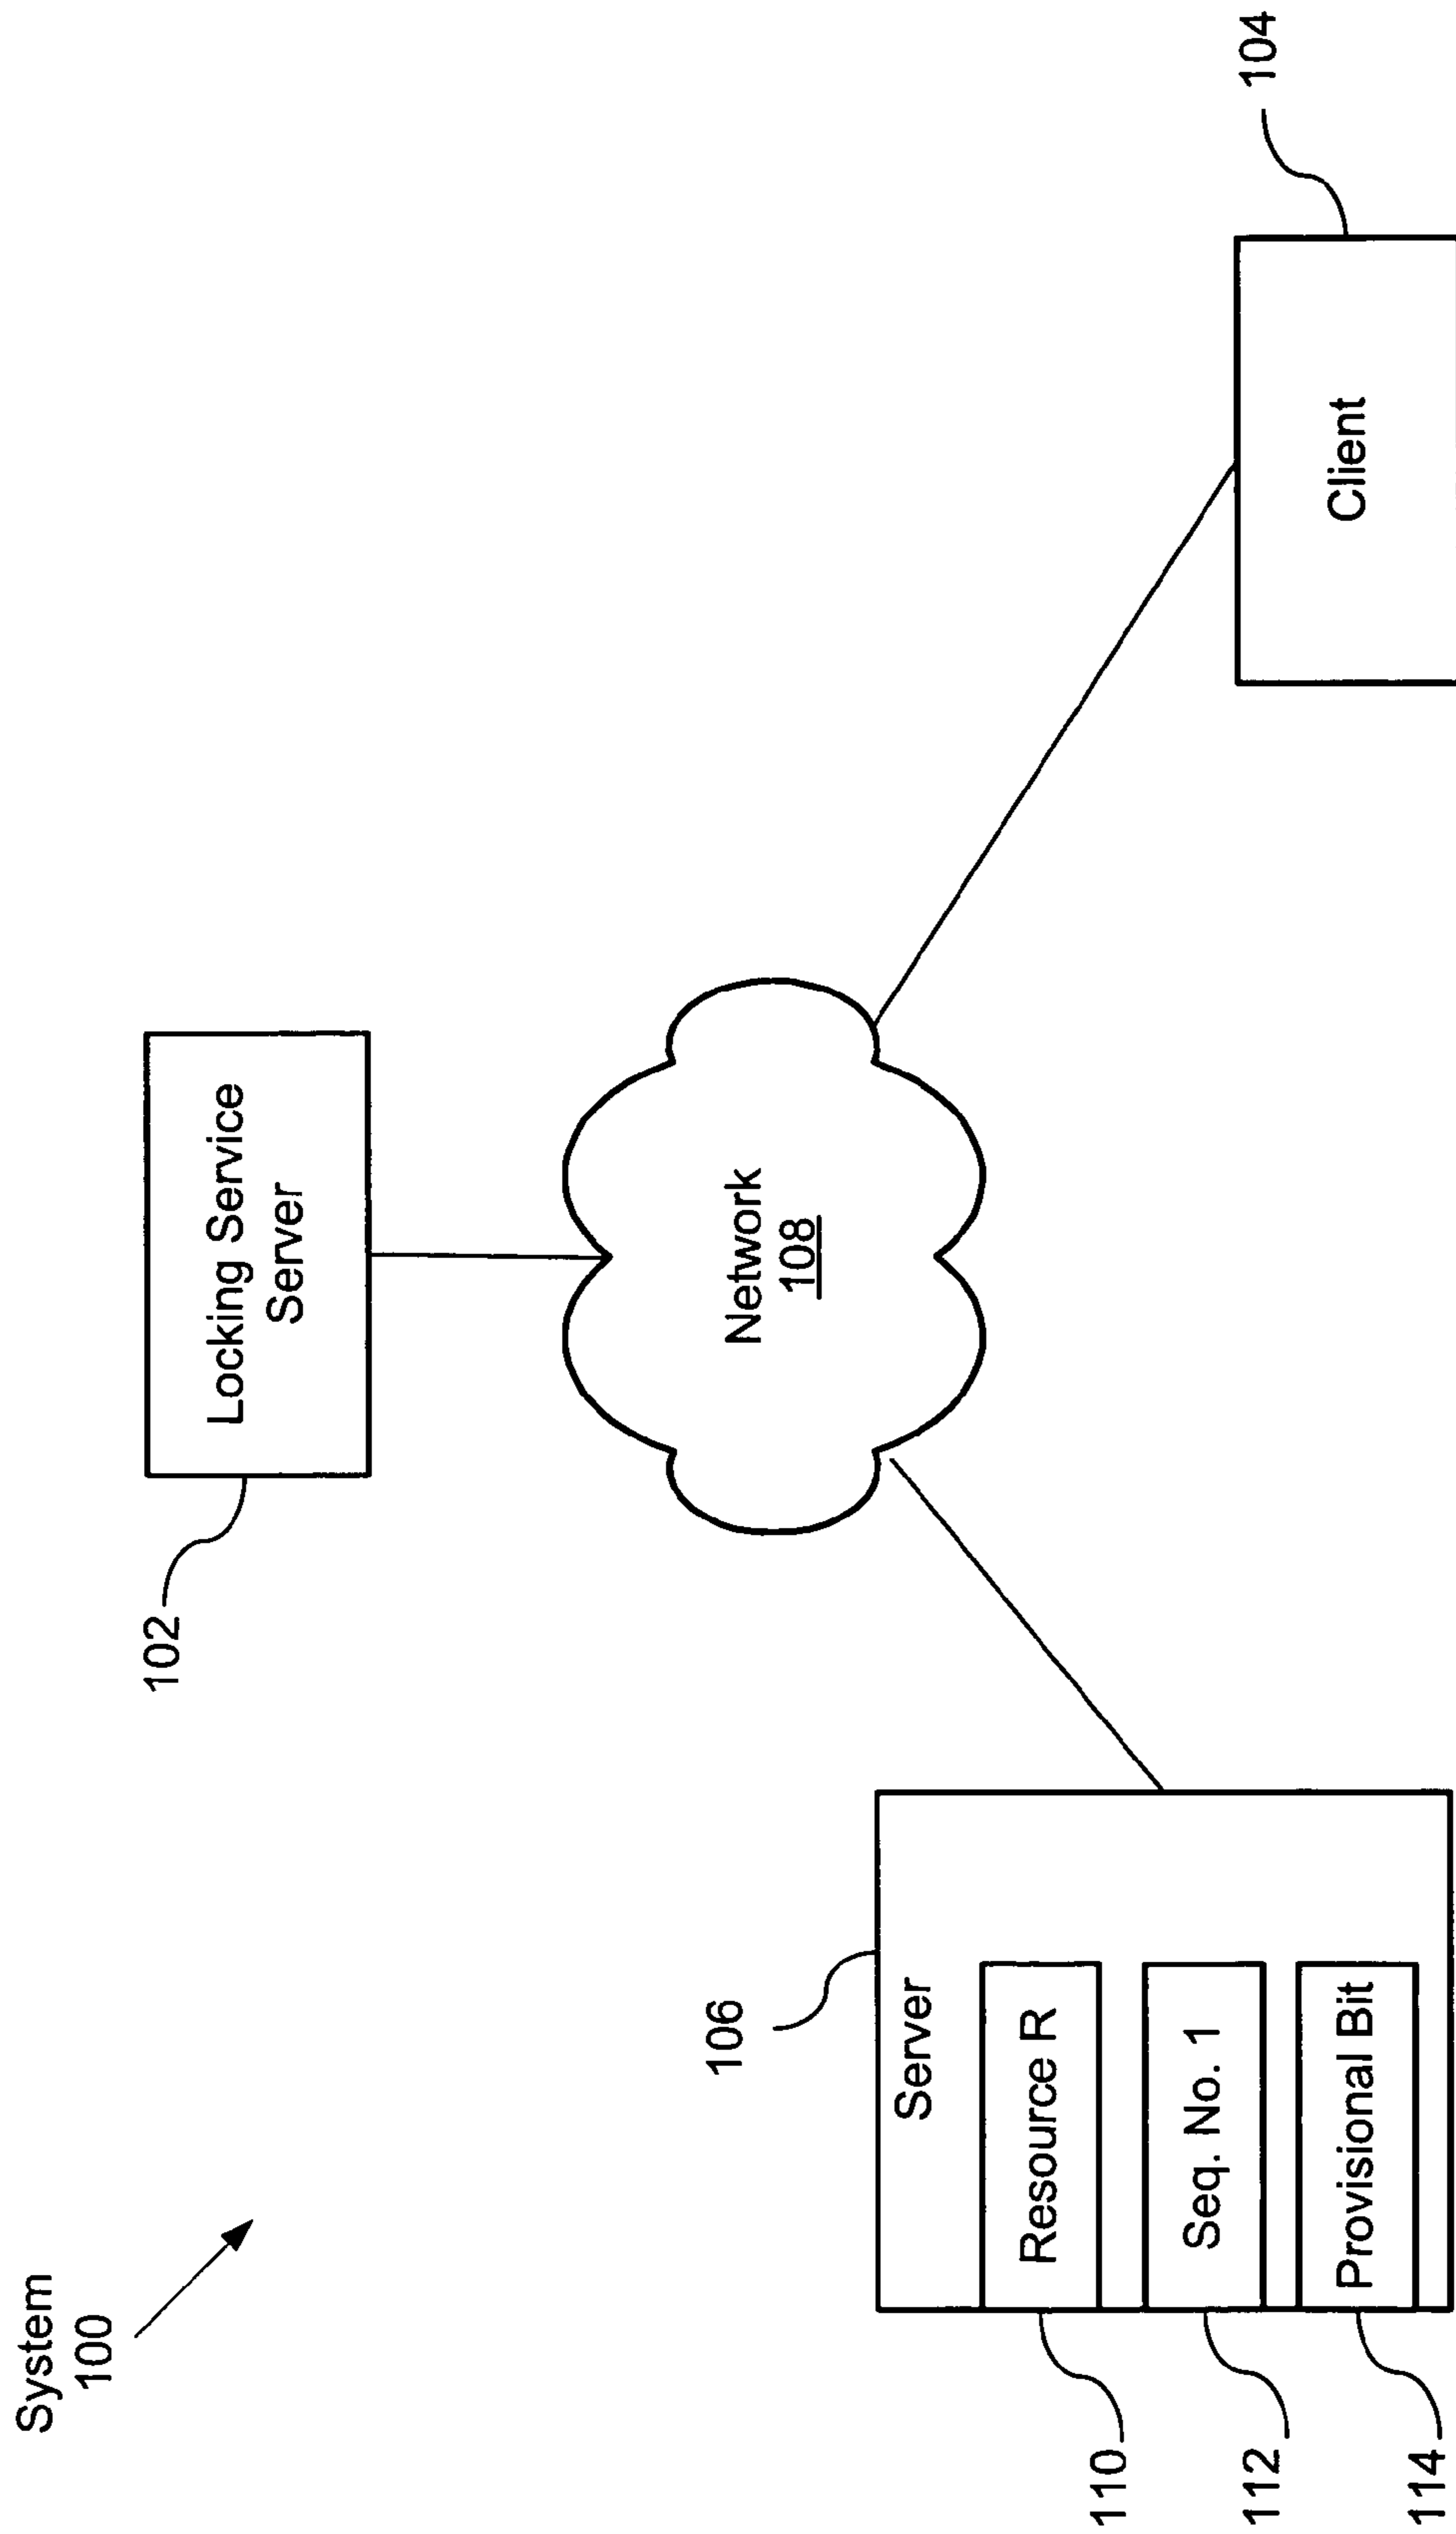 System
100
102
Locking Service
Server
Network
108
106
Server
110
Resource R
112
Seq. No. 1
114
Provisional Bit
104
Client